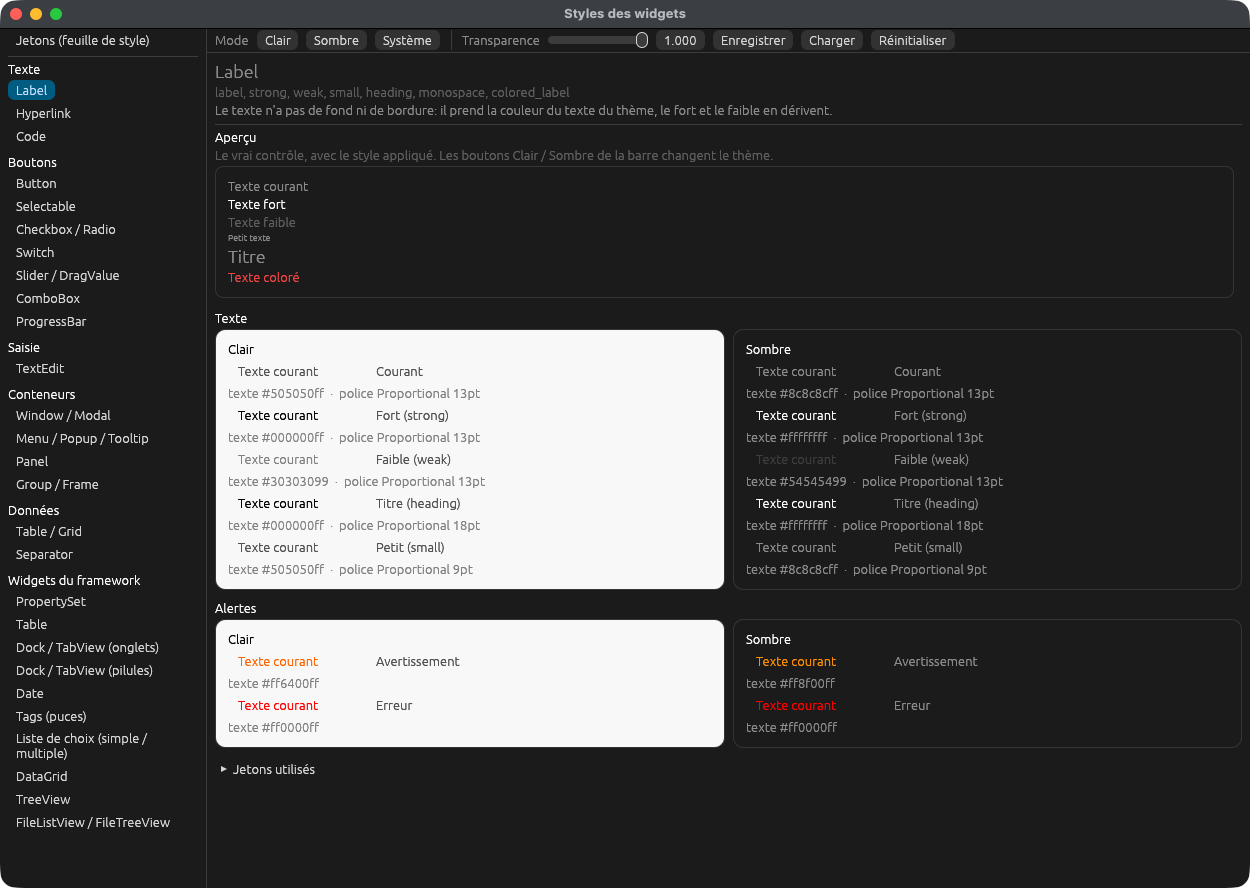 Styles des widgets
Jetons (feuille de style)
Texte
Label
Hyperlink
Code
Boutons
Button
Selectable
Checkbox / Radio
Switch
Slider / DragValue
ComboBox
ProgressBar
Saisie
TextEdit
Conteneurs
Window / Modal
Menu / Popup / Tooltip
Panel
Group / Frame
Données
Table / Grid
Separator
Widgets du framework
PropertySet
Table
Dock / TabView (onglets)
Dock / TabView (pilules)
Date
Tags (puces)
Liste de choix (simple /
multiple)
DataGrid
TreeView
FileListView / FileTreeView
Mode Clair Sombre Système Transparence 1.000 Enregistrer Charger Réinitialiser
Label
label, strong, weak, small, heading, monospace, colored_label
Le texte n'a pas de fond ni de bordure: il prend la couleur du texte du thème, le fort et le faible en dérivent.
Aperçu
Le vrai contrôle, avec le style appliqué. Les boutons Clair / Sombre de la barre changent le thème.
Texte courant
Texte fort
Texte faible
Petit texte
Titre
Texte coloré
Texte
Clair
Texte courant Courant
texte #505050ff · police Proportional 13pt
Texte courant Fort (strong)
texte #000000ff · police Proportional 13pt
Texte courant Faible (weak)
texte #30303099 · police Proportional 13pt
Texte courant Titre (heading)
texte #000000ff · police Proportional 18pt
Texte courant Petit (small)
texte #505050ff · police Proportional 9pt
Sombre
Texte courant Courant
texte #8c8c8cff · police Proportional 13pt
Texte courant Fort (strong)
texte #ffffffff · police Proportional 13pt
Texte courant Faible (weak)
texte #54545499 · police Proportional 13pt
Texte courant Titre (heading)
texte #ffffffff · police Proportional 18pt
Texte courant Petit (small)
texte #8c8c8cff · police Proportional 9pt
Alertes
Clair
Texte courant Avertissement
texte #ff6400ff
Texte courant Erreur
texte #ff0000ff
Sombre
Texte courant Avertissement
texte #ff8f00ff
Texte courant Erreur
texte #ff0000ff
Jetons utilisés